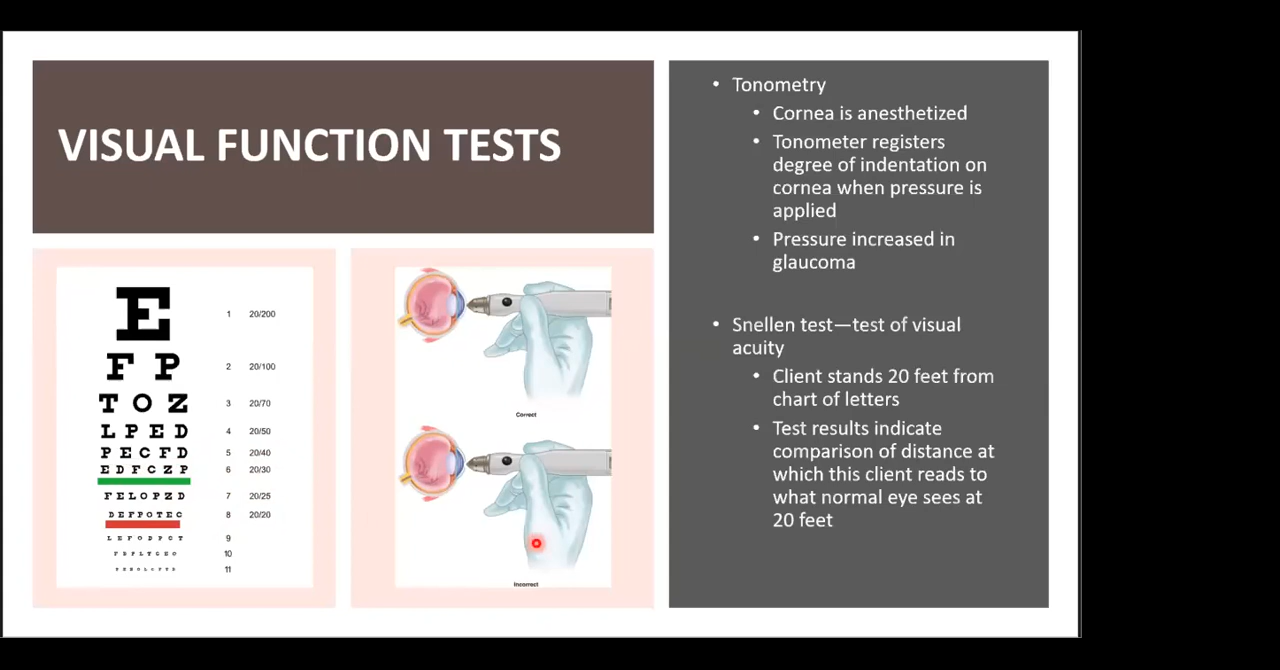 VISUAL FUNCTION TESTS
E 1 20/200
F P 2 20/100
T O Z 3 20/70
L P E D 4 20/50
P E C F D 5 20/40
E D F C Z P 6 20/30
F E L O P Z D 7 20/25
D E F P O T E C 8 20/20
L E F O D P C T 9
F D P L T C E O 10
11
Correct
Incorrect
• Tonometry
• Cornea is anesthetized
• Tonometer registers
degree of indentation on
cornea when pressure is
applied
• Pressure increased in
glaucoma
• Snellen test—test of visual
acuity
• Client stands 20 feet from
chart of letters
• Test results indicate
comparison of distance at
which this client reads to
what normal eye sees at
20 feet